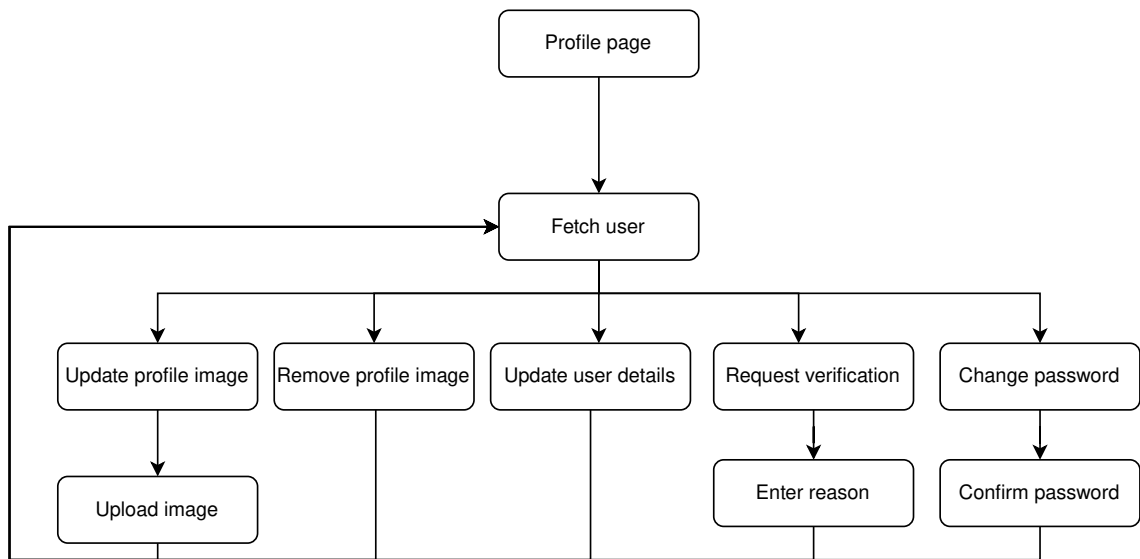 Profile page
Fetch user
Update profile image
Remove profile image
Update user details
Request verification
Change password
Upload image
Enter reason
Confirm password